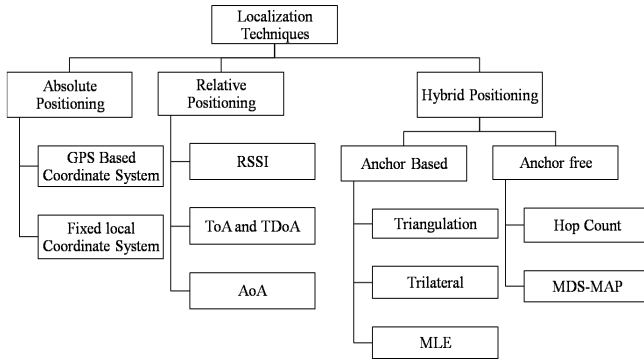 Localization
Techniques
Absolute
Positioning
Relative
Positioning
Hybrid Positioning
GPS Based
Coordinate System
Fixed local
Coordinate System
RSSI
ToA and TDoA
AoA
Anchor Based
Anchor free
Triangulation
Trilateral
MLE
Hop Count
MDS-MAP